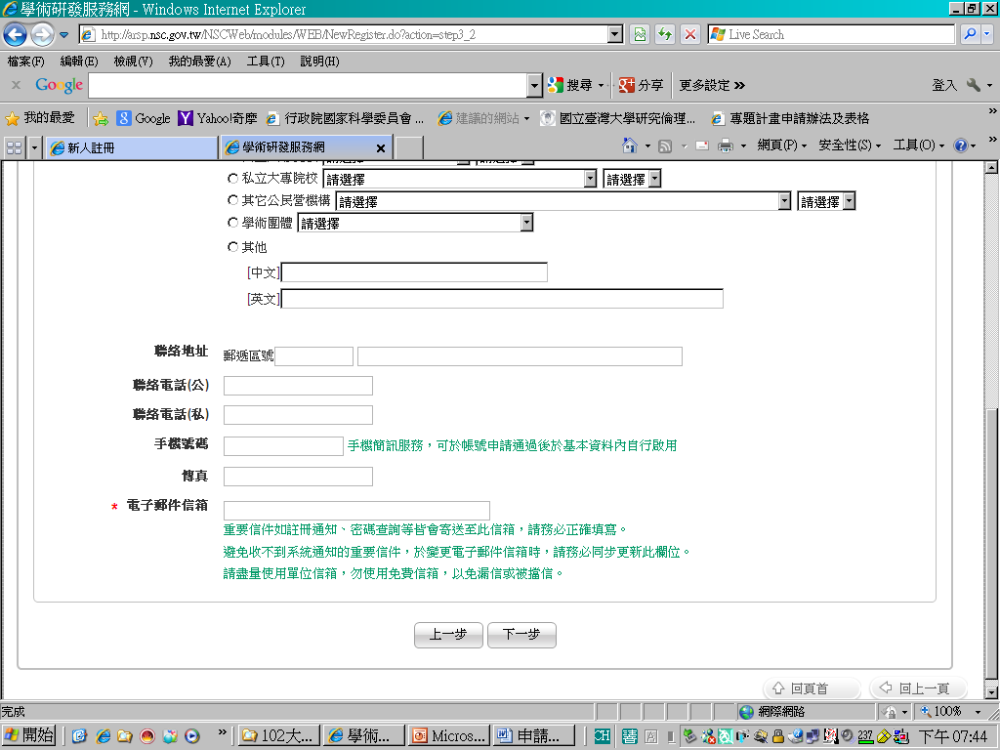 學術研發服務網 - Windows Internet Explorer
http://arsp.nsc.gov.tw/NSCWeb/modules/WEB/NewRegister.do?action=step3_2
Live Search
檔案(F) 編輯(E) 檢視(V) 我的最愛(A) 工具(T) 說明(H)
x Google 搜尋 分享 更多設定 » 登入
我的最愛 Google Yahoo!奇摩 行政院國家科學委員會 ... 建議的網站 國立臺灣大學研究倫理... 專題計畫申請辦法及表格 »
新人註冊 學術研發服務網 x 網頁(P) 安全性(S) 工具(O) »
私立大專院校 請選擇 請選擇
其它公民營機構 請選擇 請選擇
學術團體 請選擇
其他
[中文]
[英文]
聯絡地址 郵遞區號
聯絡電話(公)
聯絡電話(私)
手機號碼 手機簡訊服務，可於帳號申請通過後於基本資料內自行啟用
傳真
* 電子郵件信箱
重要信件如註冊通知、密碼查詢等皆會寄送至此信箱，請務必正確填寫。
避免收不到系統通知的重要信件，於變更電子郵件信箱時，請務必同步更新此欄位。
請盡量使用單位信箱，勿使用免費信箱，以免漏信或被擋信。
上一步 下一步
回頁首 回上一頁
完成 網際網路 100%
開始 » 102大... 學術... Micros... 申請... CH 237 下午 07:44